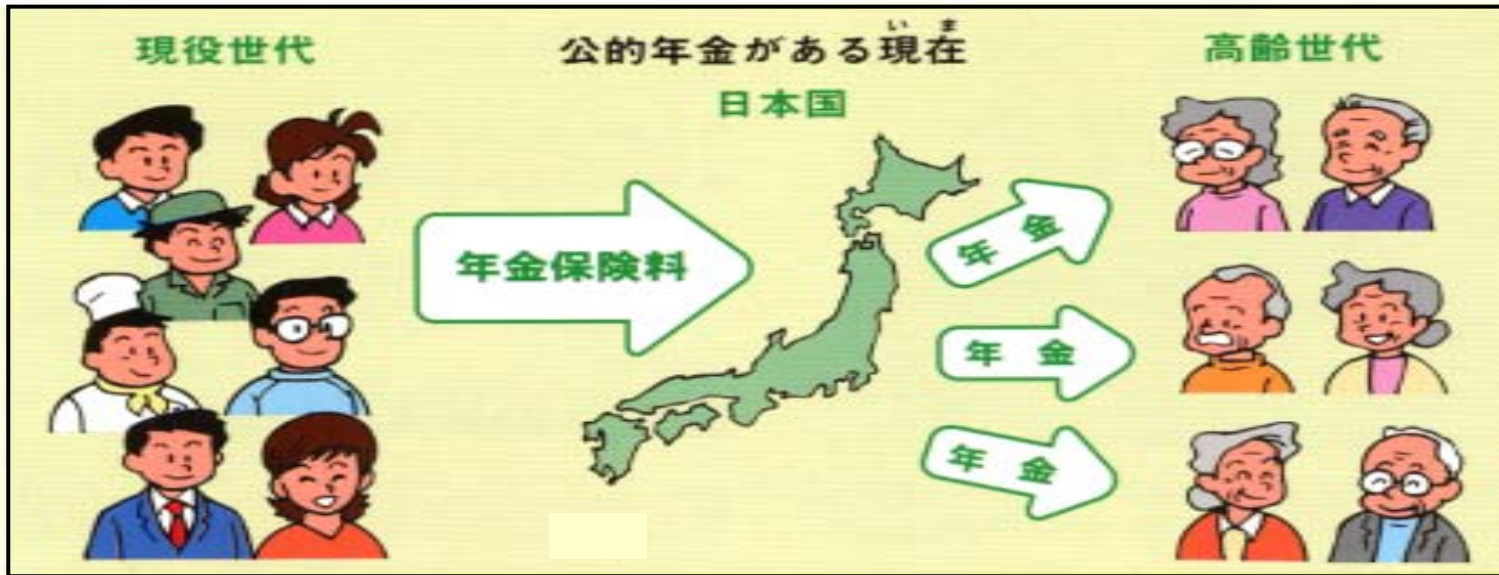 現役世代
公的年金がある現在
いま
日本国
高齢世代
年金保険料
年金
年金
年金